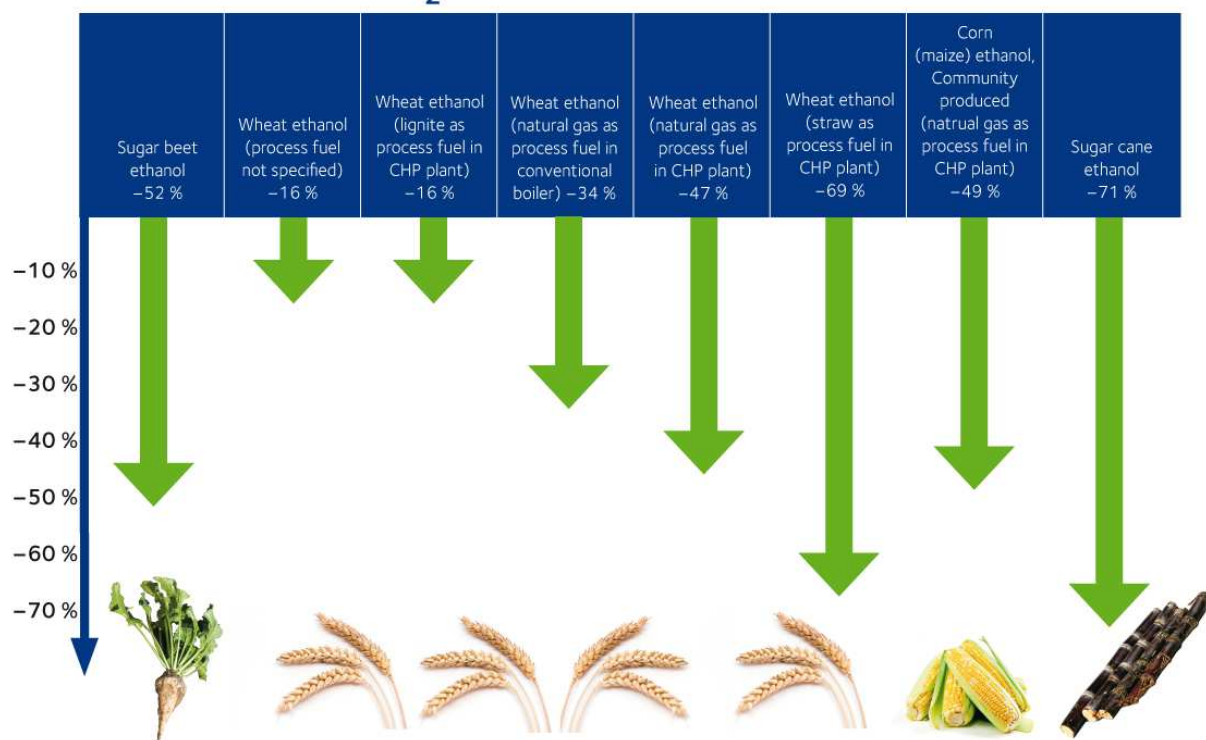 2
Sugar beet
ethanol
−52 %
Wheat ethanol
(process fuel
not specified)
−16 %
Wheat ethanol
(lignite as
process fuel in
CHP plant)
−16 %
Wheat ethanol
(natural gas as
process fuel in
conventional
boiler) −34 %
Wheat ethanol
(natural gas as
process fuel
in CHP plant)
−47 %
Wheat ethanol
(straw as
process fuel in
CHP plant)
−69 %
Corn
(maize) ethanol,
Community
produced
(natrual gas as
process fuel in
CHP plant)
−49 %
Sugar cane
ethanol
−71 %
−10 %
−20 %
−30 %
−40 %
−50 %
−60 %
−70 %